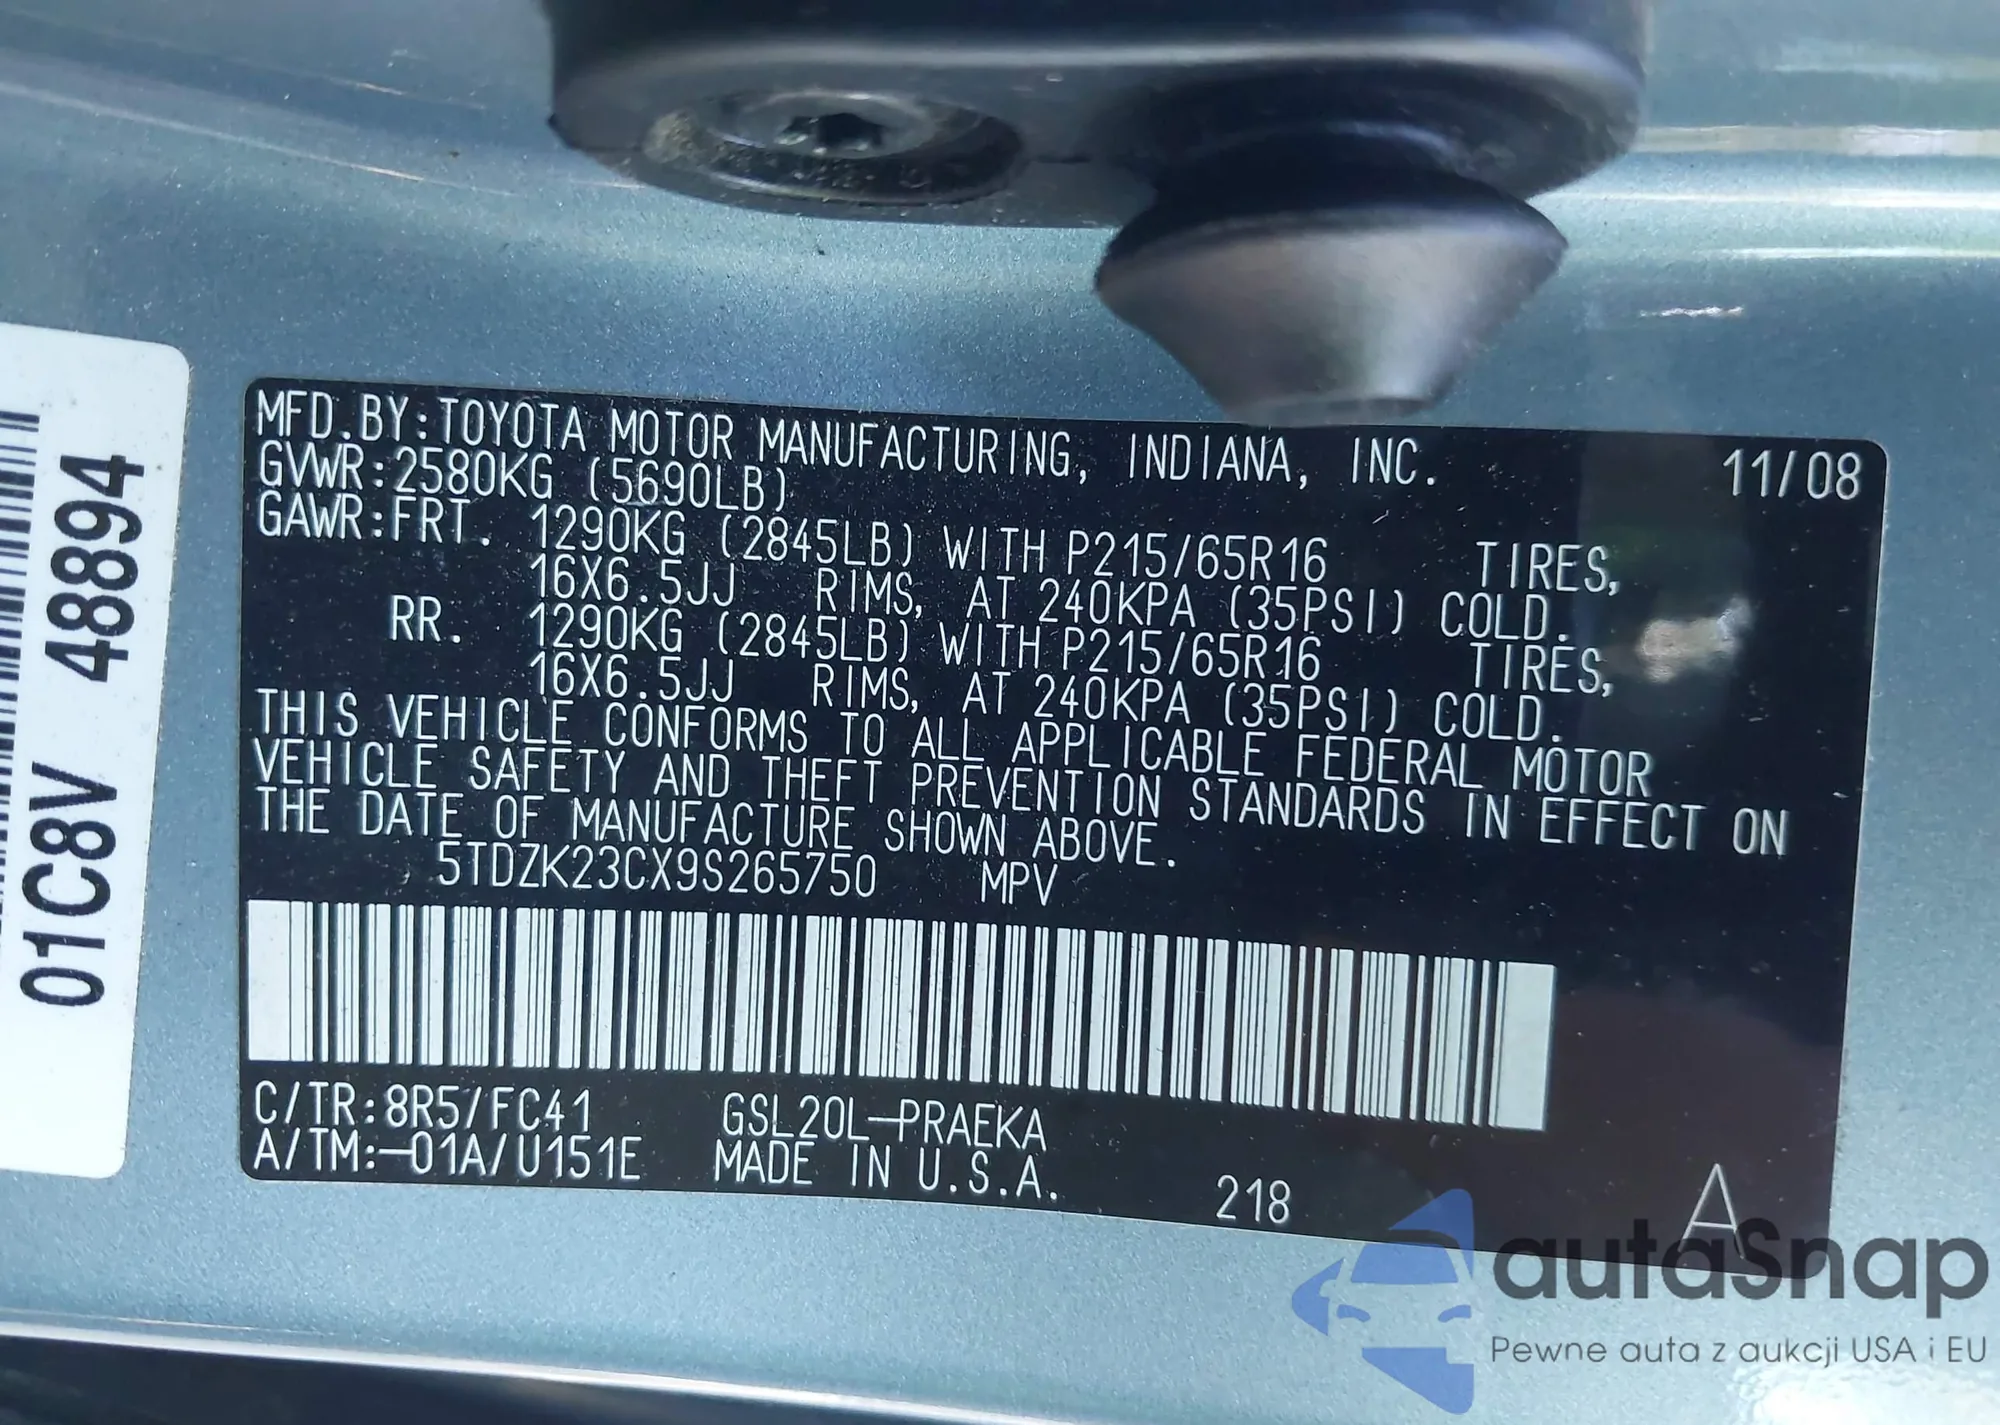 MFD.BY:TOYOTA MOTOR MANUFACTURING, INDIANA, INC. 11/08
GVWR:2580KG (5690LB)
GAWR:FRT. 1290KG (2845LB) WITH P215/65R16 TIRES,
16X6.5JJ RIMS, AT 240KPA (35PSI) COLD.
RR. 1290KG (2845LB) WITH P215/65R16 TIRES,
16X6.5JJ RIMS, AT 240KPA (35PSI) COLD.
THIS VEHICLE CONFORMS TO ALL APPLICABLE FEDERAL MOTOR
VEHICLE SAFETY AND THEFT PREVENTION STANDARDS IN EFFECT ON
THE DATE OF MANUFACTURE SHOWN ABOVE.
5TDZK23CX9S265750 MPV
C/TR:8R5/FC41 GSL20L-PRAEKA
A/TM:-01A/U151E MADE IN U.S.A. 218 A
01C8V 48894
autaSnap
Pewne auta z aukcji USA i EU